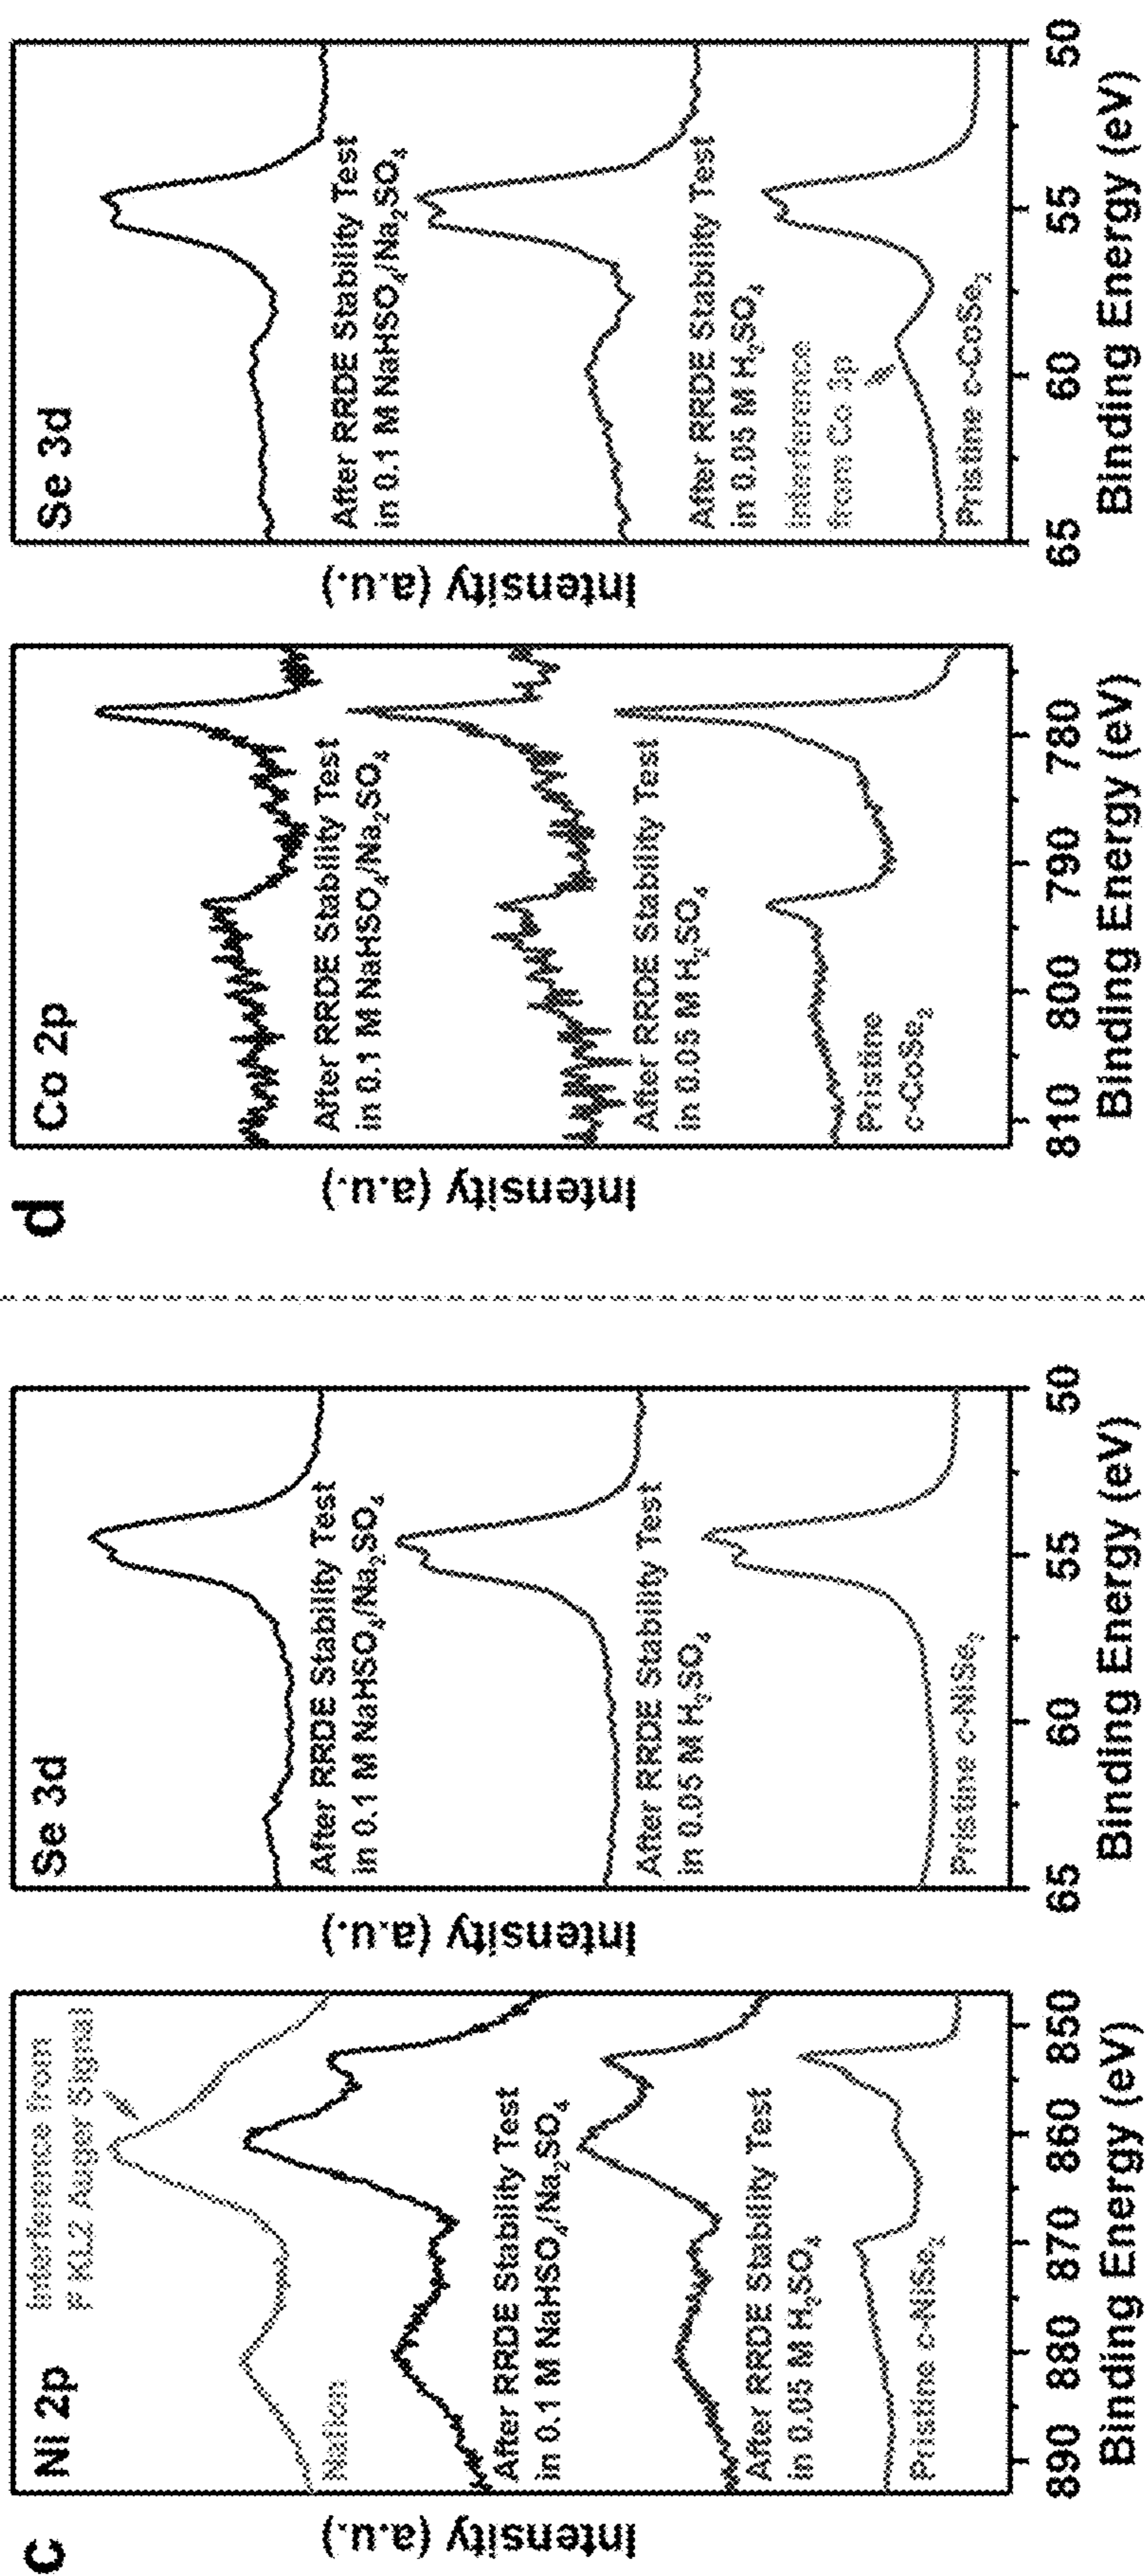 c
Ni 2p
Interference from
F KL2 Auger Signal
Nafion
After RRDE Stability Test
in 0.1 M NaHSO₄/Na₂SO₄
After RRDE Stability Test
in 0.05 M H₂SO₄
Pristine c-NiSe₂
Intensity (a.u.)
890 880 870 860 850
Binding Energy (eV)
Se 3d
After RRDE Stability Test
in 0.1 M NaHSO₄/Na₂SO₄
After RRDE Stability Test
in 0.05 M H₂SO₄
Pristine c-NiSe₂
Intensity (a.u.)
65 60 55 50
Binding Energy (eV)
d
Co 2p
After RRDE Stability Test
in 0.1 M NaHSO₄/Na₂SO₄
After RRDE Stability Test
in 0.05 M H₂SO₄
Pristine
c-CoSe₂
Intensity (a.u.)
810 800 790 780
Binding Energy (eV)
Se 3d
After RRDE Stability Test
in 0.1 M NaHSO₄/Na₂SO₄
After RRDE Stability Test
in 0.05 M H₂SO₄
Interference
from Co 3p
Pristine c-CoSe₂
Intensity (a.u.)
65 60 55 50
Binding Energy (eV)